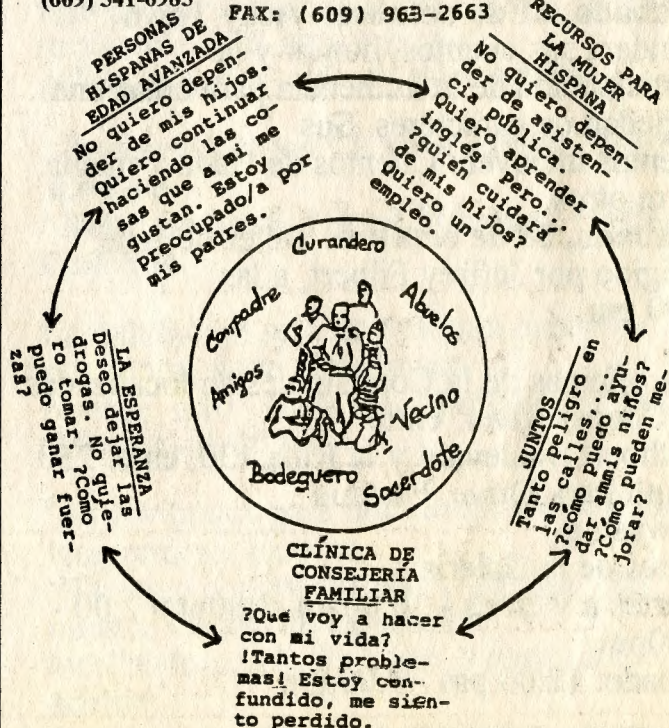 (609) 541-6985
FAX: (609) 963-2663
PERSONAS
HISPANAS DE
EDAD AVANZADA
No quiero depen-
der de mis hijos.
Quiero continuar
haciendo las co-
sas que a mi me
gustan. Estoy
preocupado/a por
mis padres.
RECURSOS PARA
LA MUJER
HISPANA
No quiero depen-
der de asisten-
cia pública.
Quiero aprender
inglés. Pero...
?quién cuidará
de mis hijos?
Quiero un
empleo.
Curandero
Compadre
Abuelos
Amigos
Vecino
Bodeguero
Sacerdote
LA ESPERANZA
Deseo dejar las
drogas. No quie-
ro tomar. ?Cómo
puedo ganar fuer-
zas?
JUNTOS
Tanto peligro en
las calles,...
?cómo puedo ayu-
dar ammis niños?
?Cómo pueden me-
jorar?
CLÍNICA DE
CONSEJERÍA
FAMILIAR
?Qué voy a hacer
con mi vida?
!Tantos proble-
mas! Estoy con-
fundido, me sien-
to perdido.